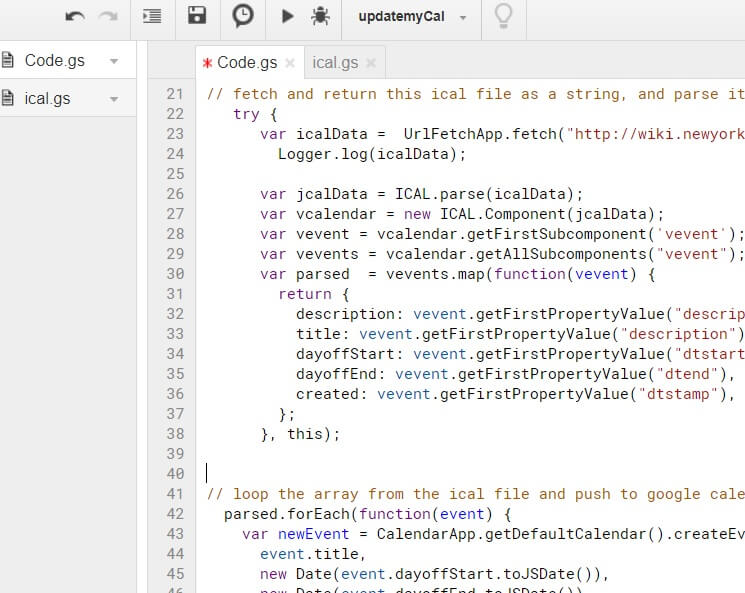 updatemyCal
Code.gs
ical.gs
* Code.gs × ical.gs ×
21 // fetch and return this ical file as a string, and parse it
22 try {
23 var icalData = UrlFetchApp.fetch("http://wiki.newyork
24 Logger.log(icalData);
25
26 var jcalData = ICAL.parse(icalData);
27 var vcalendar = new ICAL.Component(jcalData);
28 var vevent = vcalendar.getFirstSubcomponent('vevent');
29 var vevents = vcalendar.getAllSubcomponents("vevent");
30 var parsed = vevents.map(function(vevent) {
31 return {
32 description: vevent.getFirstPropertyValue("descrip
33 title: vevent.getFirstPropertyValue("description")
34 dayoffStart: vevent.getFirstPropertyValue("dtstart
35 dayoffEnd: vevent.getFirstPropertyValue("dtend"),
36 created: vevent.getFirstPropertyValue("dtstamp"),
37 };
38 }, this);
39
40
41 // loop the array from the ical file and push to google cale
42 parsed.forEach(function(event) {
43 var newEvent = CalendarApp.getDefaultCalendar().createEv
44 event.title,
45 new Date(event.dayoffStart.toJSDate()),
46 new Date(event.dayoffEnd.toJSDate())